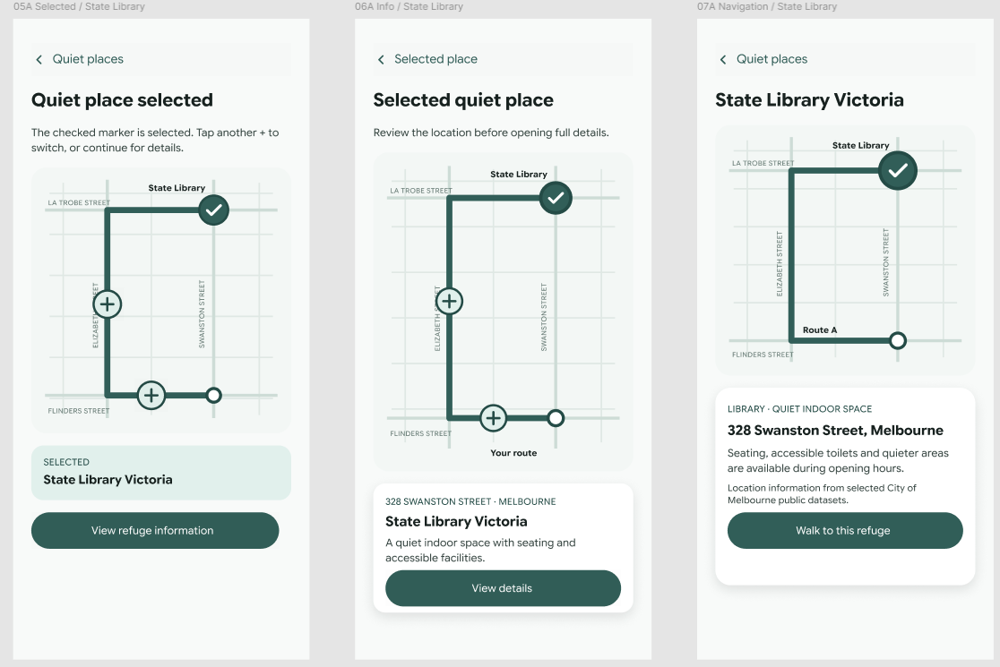 05A Selected / State Library
Quiet places
Quiet place selected
The checked marker is selected. Tap another + to
switch, or continue for details.
State Library
LA TROBE STREET
SWANSTON STREET
FLINDERS STREET
SELECTED
State Library Victoria
View refuge information
06A Info / State Library
Selected place
Selected quiet place
Review the location before opening full details.
State Library
LA TROBE STREET
SWANSTON STREET
FLINDERS STREET
Your route
328 SWANSTON STREET · MELBOURNE
State Library Victoria
A quiet indoor space with seating and
accessible facilities.
View details
07A Navigation / State Library
Quiet places
State Library Victoria
State Library
LA TROBE STREET
ELIZABETH STREET
SWANSTON STREET
Route A
FLINDERS STREET
LIBRARY · QUIET INDOOR SPACE
328 Swanston Street, Melbourne
Seating, accessible toilets and quieter areas
are available during opening hours.
Location information from selected City of
Melbourne public datasets.
Walk to this refuge